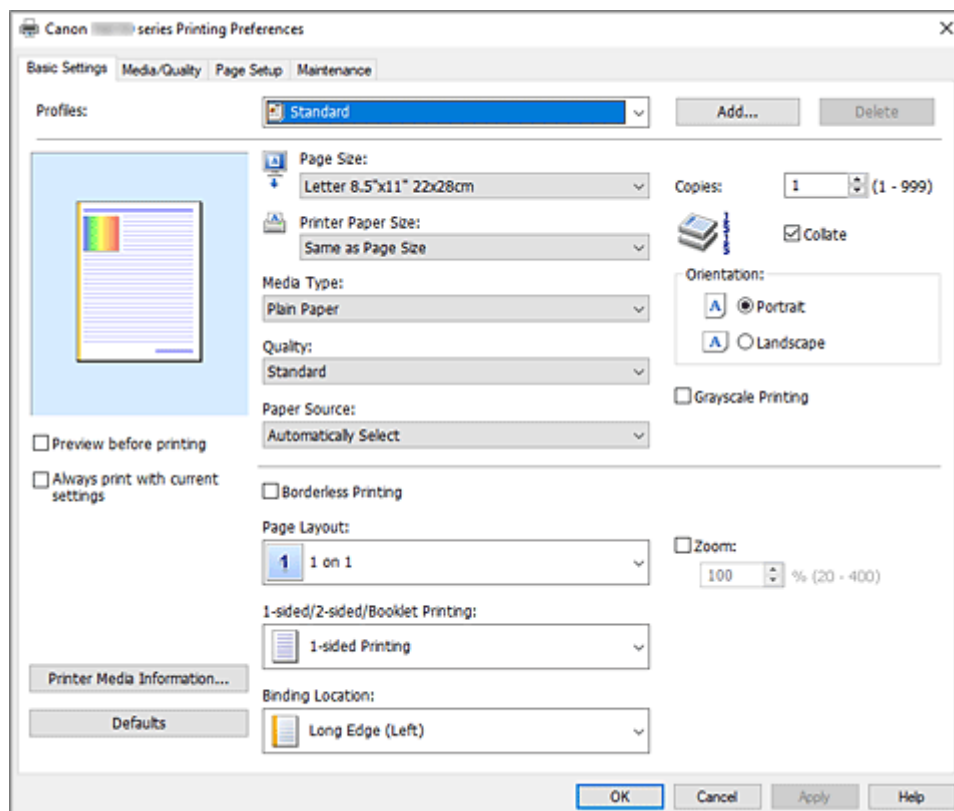 Canon series Printing Preferences
Basic Settings Media/Quality Page Setup Maintenance
Profiles: Standard Add... Delete
Page Size:
Letter 8.5"x11" 22x28cm
Copies: 1 (1 - 999)
Printer Paper Size:
Same as Page Size
Collate
Media Type:
Plain Paper
Orientation:
A Portrait
A Landscape
Quality:
Standard
Grayscale Printing
Paper Source:
Automatically Select
Preview before printing
Always print with current
settings
Borderless Printing
Page Layout:
1 1 on 1
Zoom:
100 % (20 - 400)
1-sided/2-sided/Booklet Printing:
1-sided Printing
Printer Media Information...
Defaults
Binding Location:
Long Edge (Left)
OK Cancel Apply Help